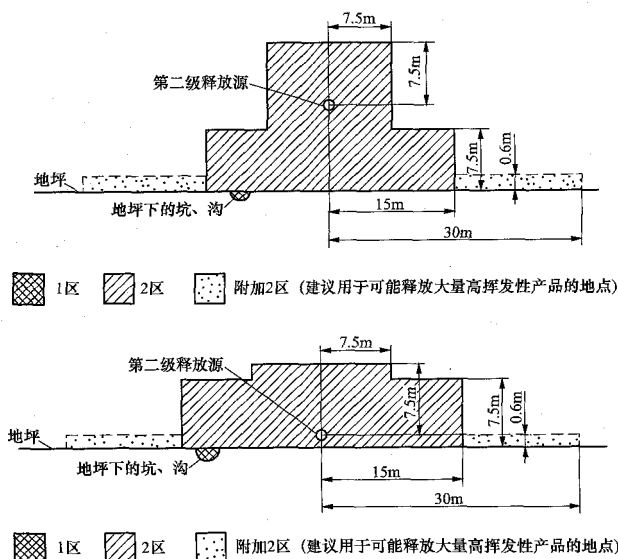 7.5m
第二级释放源
7.5m
7.5m
0.6m
地坪
地坪下的坑、沟
15m
30m
1区 2区 附加2区 (建议用于可能释放大量高挥发性产品的地点)
7.5m
第二级释放源
7.5m
7.5m
0.6m
地坪
地坪下的坑、沟
15m
30m
1区 2区 附加2区 (建议用于可能释放大量高挥发性产品的地点)